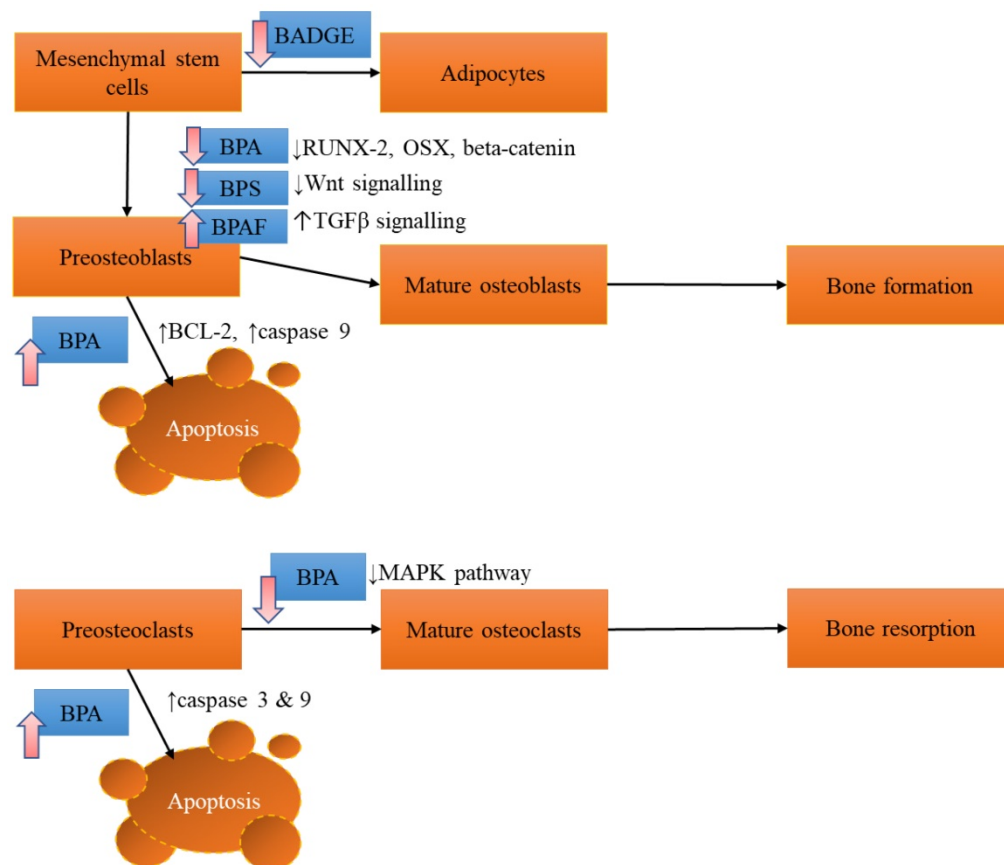 BADGE
Mesenchymal stem
cells
Adipocytes
BPA
↓RUNX-2, OSX, beta-catenin
BPS
↓Wnt signalling
BPAF
↑TGFβ signalling
Preosteoblasts
Mature osteoblasts
Bone formation
BPA
↑BCL-2, ↑caspase 9
Apoptosis
BPA
↓MAPK pathway
Preosteoclasts
Mature osteoclasts
Bone resorption
BPA
↑caspase 3 & 9
Apoptosis